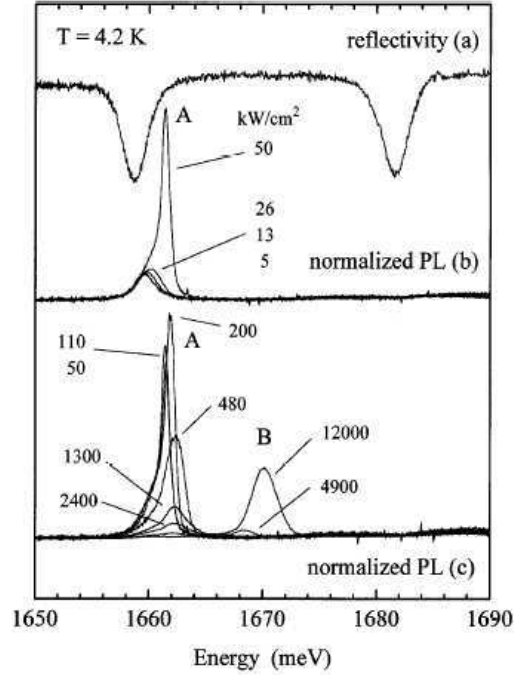 T = 4.2 K
reflectivity (a)
A
kW/cm²
50
26
13
5
normalized PL (b)
110
50
A
200
480
B
12000
1300
4900
2400
normalized PL (c)
1650 1660 1670 1680 1690
Energy (meV)